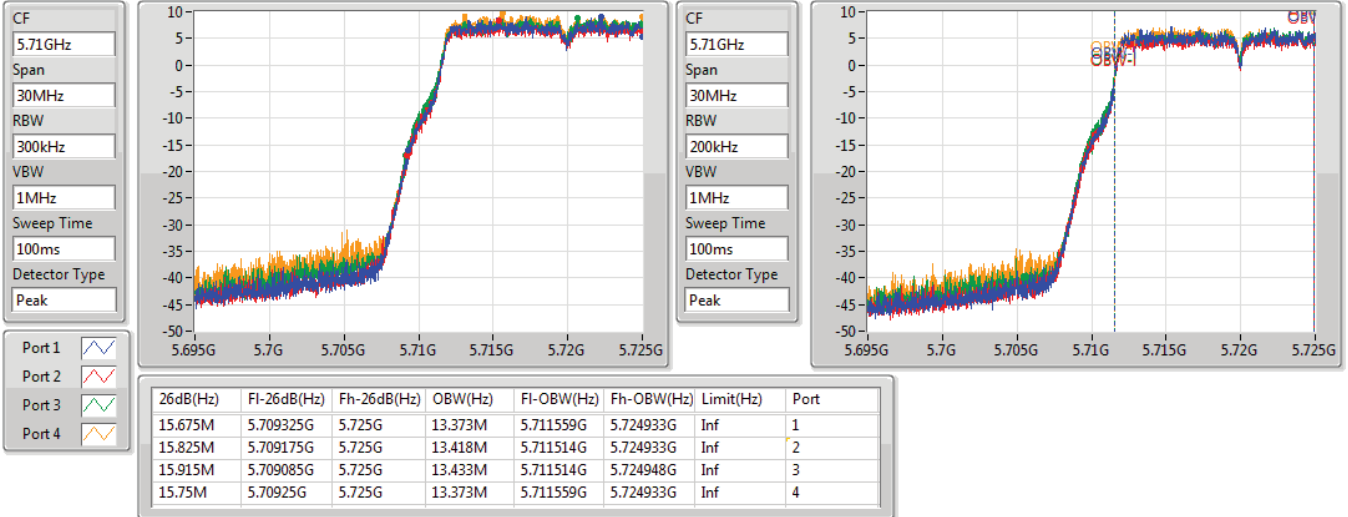 CF
5.71GHz
Span
30MHz
RBW
300kHz
VBW
1MHz
Sweep Time
100ms
Detector Type
Peak
10
5
0
-5
-10
-15
-20
-25
-30
-35
-40
-45
-50
5.695G 5.7G 5.705G 5.71G 5.715G 5.72G 5.725G
CF
5.71GHz
Span
30MHz
RBW
200kHz
VBW
1MHz
Sweep Time
100ms
Detector Type
Peak
10
5
0
-5
-10
-15
-20
-25
-30
-35
-40
-45
-50
5.695G 5.7G 5.705G 5.71G 5.715G 5.72G 5.725G
Port 1
Port 2
Port 3
Port 4
26dB(Hz) Fl-26dB(Hz) Fh-26dB(Hz) OBW(Hz) Fl-OBW(Hz) Fh-OBW(Hz) Limit(Hz) Port
15.675M 5.709325G 5.725G 13.373M 5.711559G 5.724933G Inf 1
15.825M 5.709175G 5.725G 13.418M 5.711514G 5.724933G Inf 2
15.915M 5.709085G 5.725G 13.433M 5.711514G 5.724948G Inf 3
15.75M 5.70925G 5.725G 13.373M 5.711559G 5.724933G Inf 4